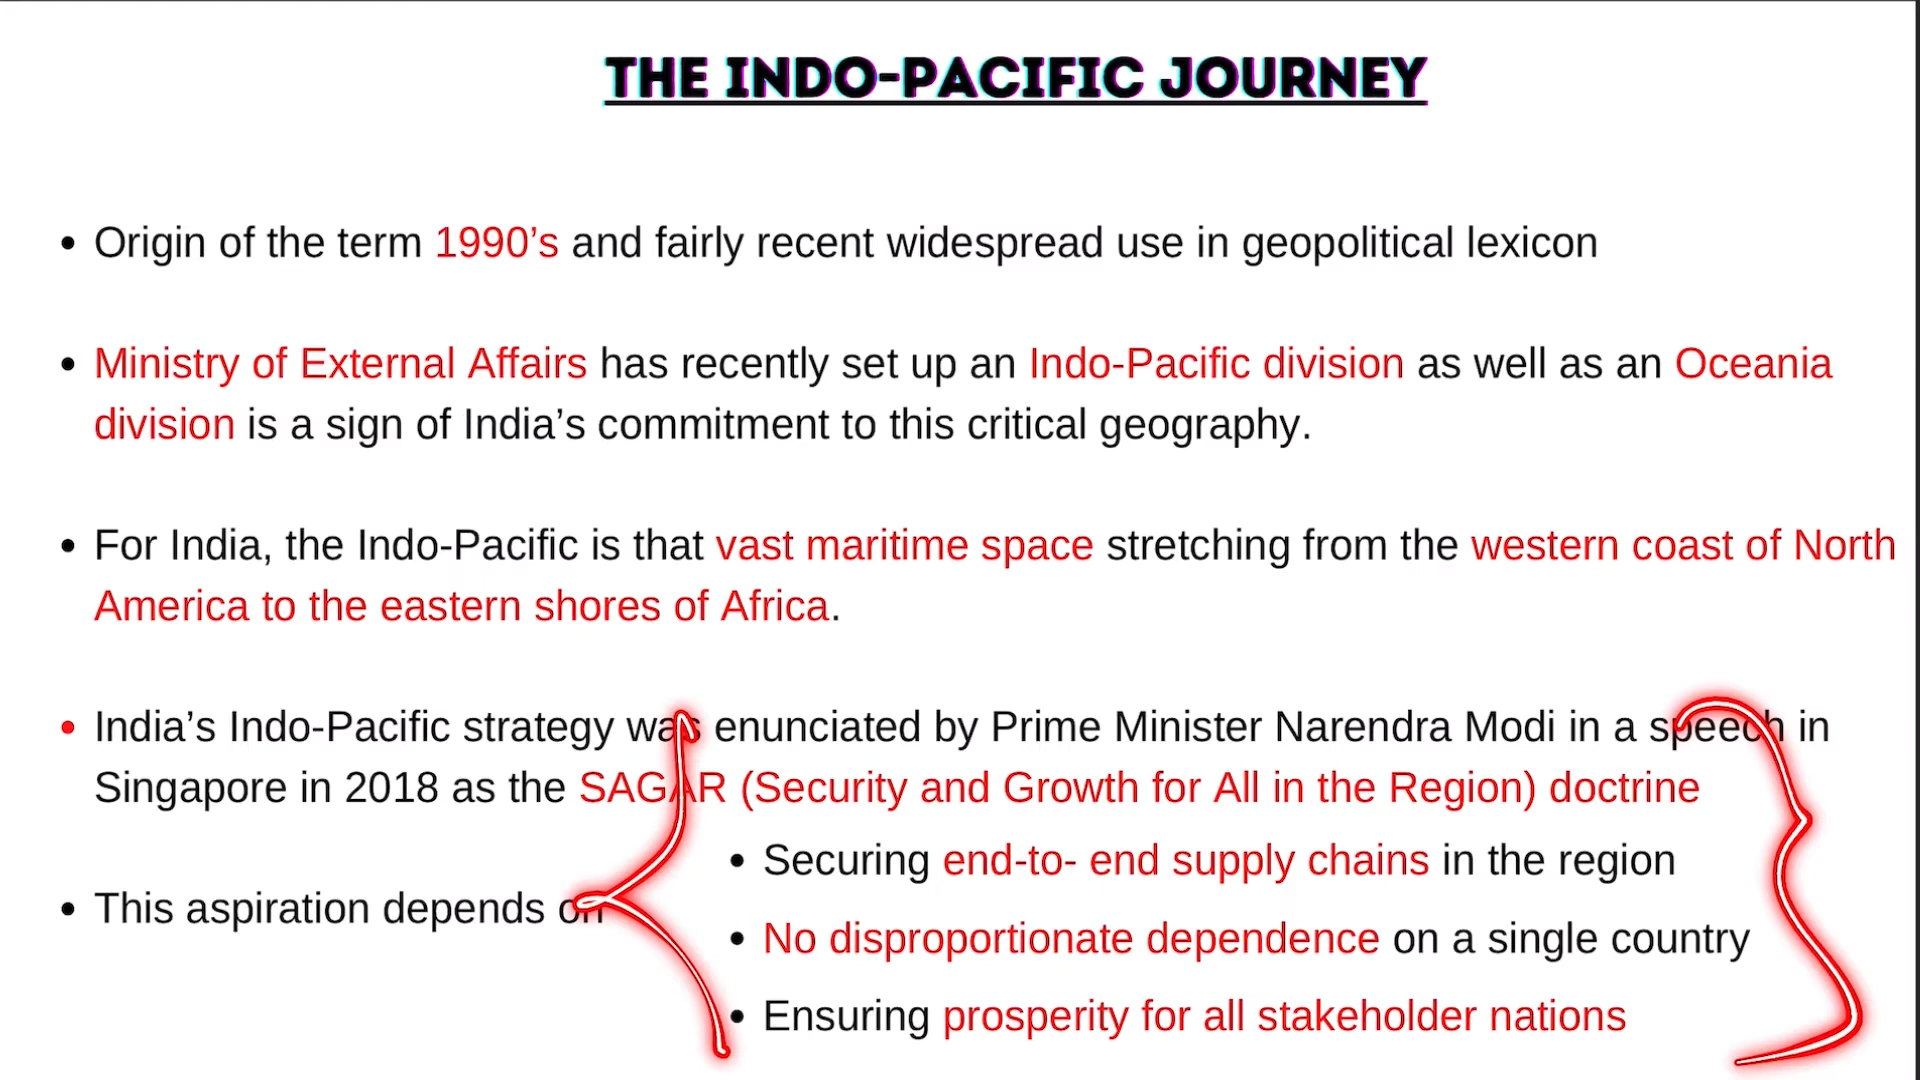 THE INDO-PACIFIC JOURNEY
• Origin of the term 1990’s and fairly recent widespread use in geopolitical lexicon
• Ministry of External Affairs has recently set up an Indo-Pacific division as well as an Oceania
division is a sign of India’s commitment to this critical geography.
• For India, the Indo-Pacific is that vast maritime space stretching from the western coast of North
America to the eastern shores of Africa.
• India’s Indo-Pacific strategy was enunciated by Prime Minister Narendra Modi in a speech in
Singapore in 2018 as the SAGAR (Security and Growth for All in the Region) doctrine
• This aspiration depends on
• Securing end-to- end supply chains in the region
• No disproportionate dependence on a single country
• Ensuring prosperity for all stakeholder nations